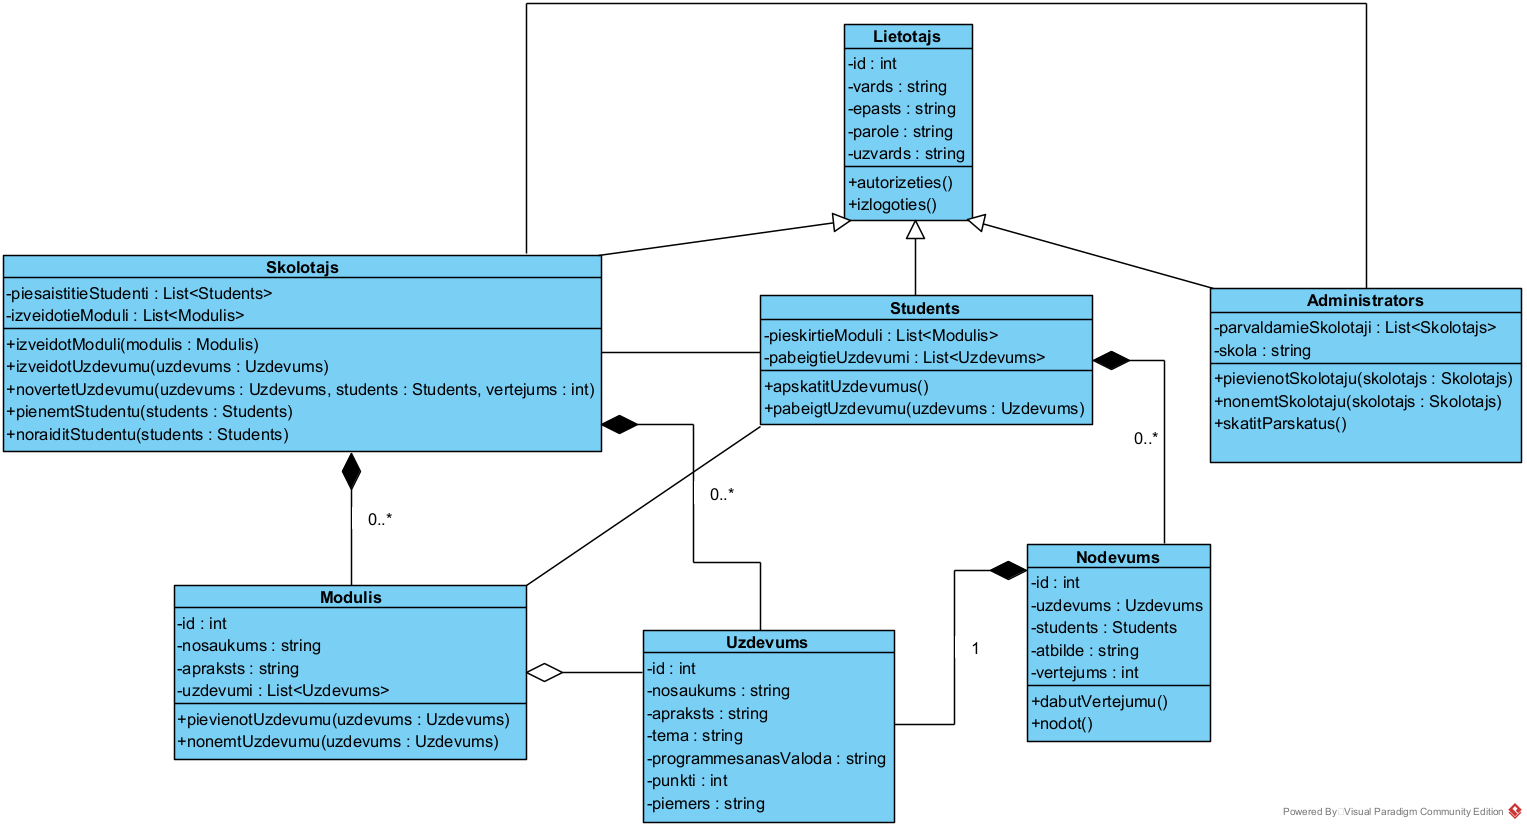 Lietotajs
-id : int
-vards : string
-epasts : string
-parole : string
-uzvards : string
+autorizeties()
+izlogoties()
Skolotajs
-piesaistitieStudenti : List<Students>
-izveidotieModuli : List<Modulis>
+izveidotModuli(modulis : Modulis)
+izveidotUzdevumu(uzdevums : Uzdevums)
+novertetUzdevumu(uzdevums : Uzdevums, students : Students, vertejums : int)
+pienemtStudentu(students : Students)
+noraiditStudentu(students : Students)
Students
-pieskirtieModuli : List<Modulis>
-pabeigtieUzdevumi : List<Uzdevums>
+apskatitUzdevumus()
+pabeigtUzdevumu(uzdevums : Uzdevums)
Administrators
-parvaldamieSkolotaji : List<Skolotajs>
-skola : string
+pievienotSkolotaju(skolotajs : Skolotajs)
+nonemtSkolotaju(skolotajs : Skolotajs)
+skatitParskatus()
0..*
0..*
0..*
Modulis
-id : int
-nosaukums : string
-apraksts : string
-uzdevumi : List<Uzdevums>
+pievienotUzdevumu(uzdevums : Uzdevums)
+nonemtUzdevumu(uzdevums : Uzdevums)
Uzdevums
-id : int
-nosaukums : string
-apraksts : string
-tema : string
-programmesanasValoda : string
-punkti : int
-piemers : string
1
Nodevums
-id : int
-uzdevums : Uzdevums
-students : Students
-atbilde : string
-vertejums : int
+dabutVertejumu()
+nodot()
Powered By Visual Paradigm Community Edition